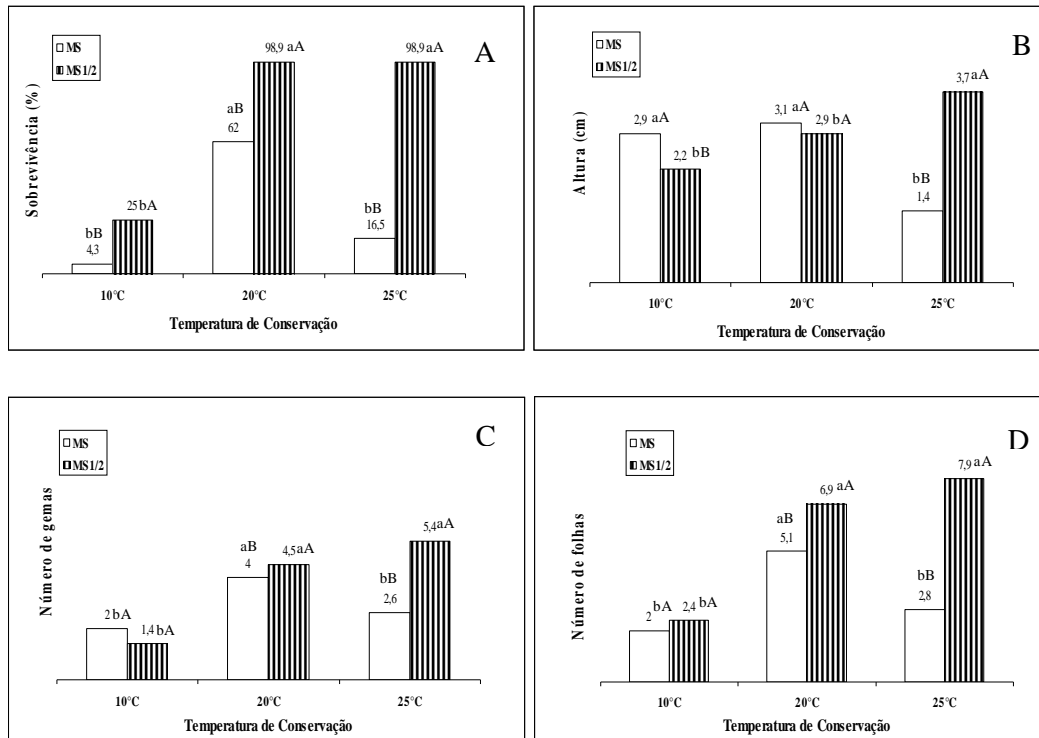 A
MS
MS1/2
Sobrevivência (%)
bB
4,3
25 bA
aB
62
98,9 aA
bB
16,5
98,9 aA
10°C 20°C 25°C
Temperatura de Conservação
B
MS
MS1/2
Altura (cm)
2,9 aA
2,2 bB
3,1 aA
2,9 bA
bB
1,4
3,7 aA
10°C 20°C 25°C
Temperatura de Conservação
C
MS
MS1/2
Número de gemas
2 bA
1,4 bA
aB
4
4,5 aA
bB
2,6
5,4 aA
10°C 20°C 25°C
Temperatura de Conservação
D
MS
MS1/2
Número de folhas
2 bA
2,4 bA
aB
5,1
6,9 aA
bB
2,8
7,9 aA
10°C 20°C 25°C
Temperatura de Conservação